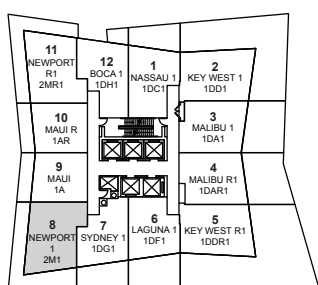 11
NEWPORT
R1
2MR1
12
BOCA 1
1DH1
1
NASSAU 1
1DC1
2
KEY WEST 1
1DD1
10
MAUI R
1AR
3
MALIBU 1
1DA1
9
MAUI
1A
4
MALIBU R1
1DAR1
8
NEWPORT
1
2M1
7
SYDNEY 1
1DG1
6
LAGUNA 1
1DF1
5
KEY WEST R1
1DDR1